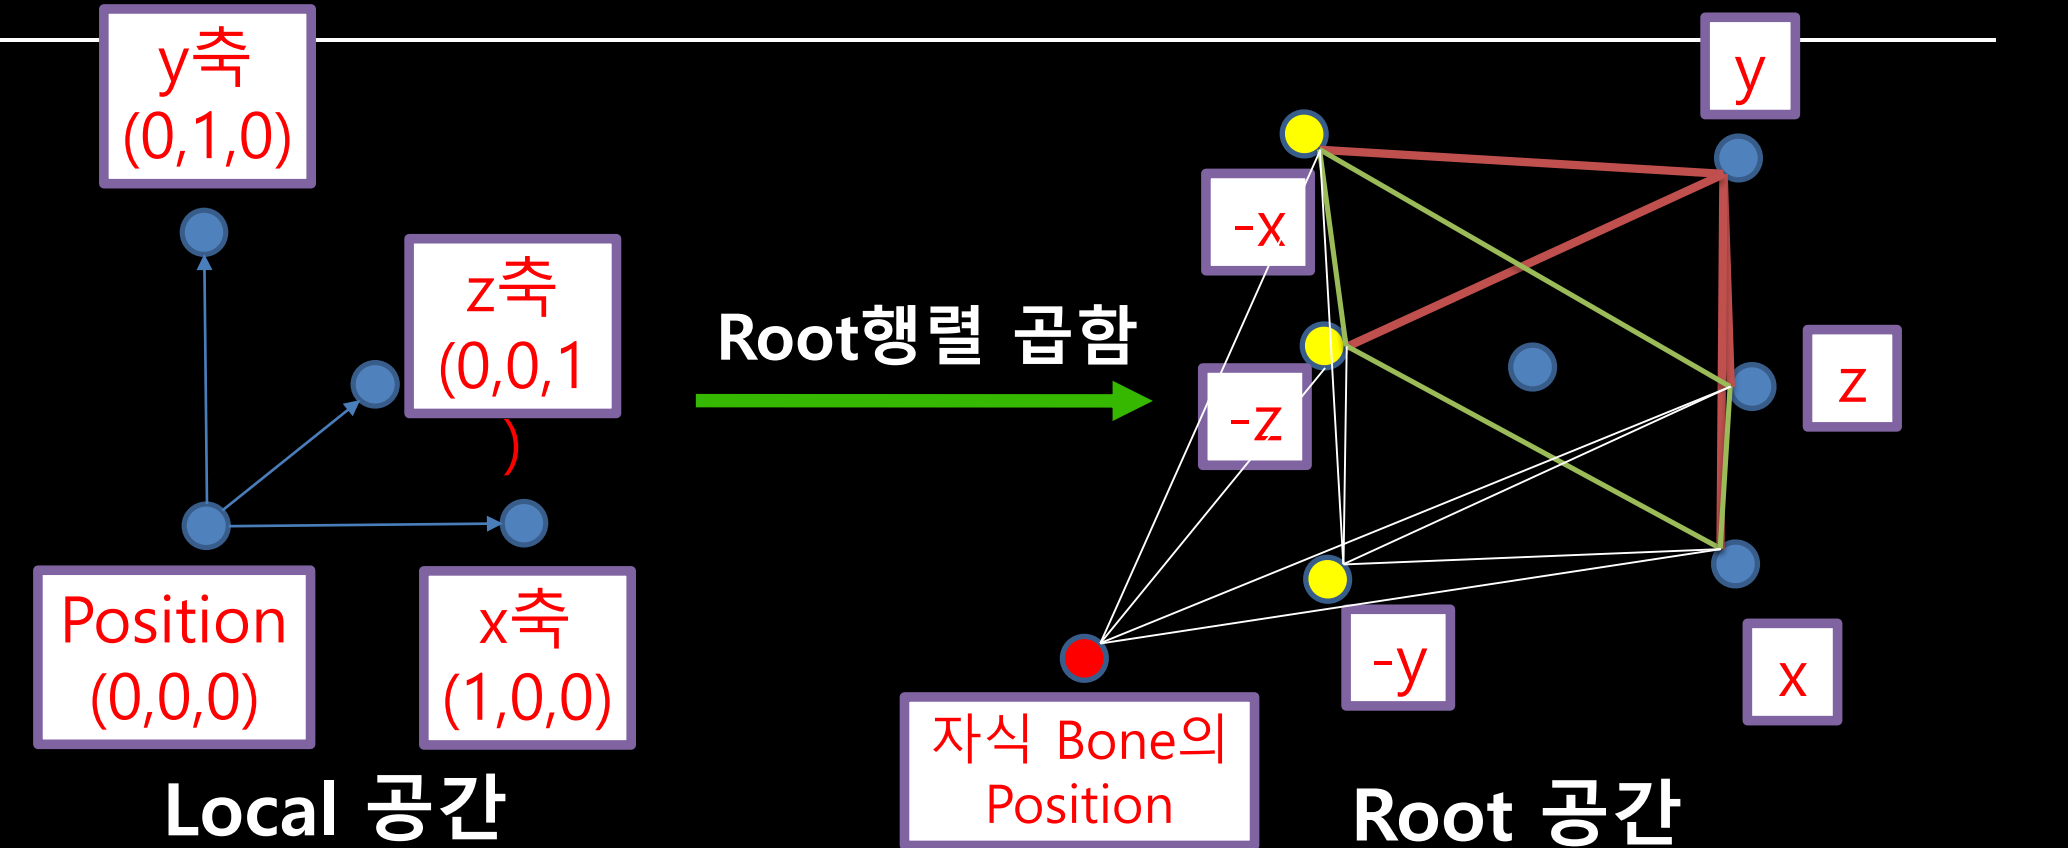 y축
(0,1,0)
z축
(0,0,1
)
Position
(0,0,0)
x축
(1,0,0)
Local 공간
Root행렬 곱함
y
-x
z
-z
-y
x
자식 Bone의
Position
Root 공간